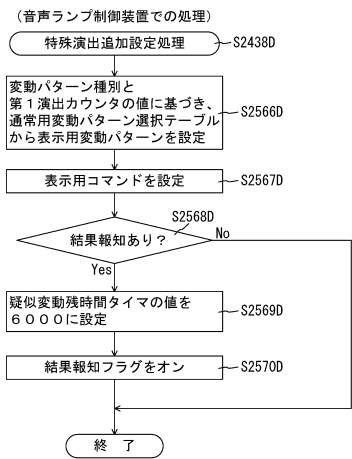 （音声ランプ制御装置での処理）
特殊演出追加設定処理
S2438D
変動パターン種別と
第１演出カウンタの値に基づき、
通常用変動パターン選択テーブル
から表示用変動パターンを設定
S2566D
表示用コマンドを設定
S2567D
S2568D
結果報知あり？
No
Yes
疑似変動残時間タイマの値を
６０００に設定
S2569D
結果報知フラグをオン
S2570D
終　了